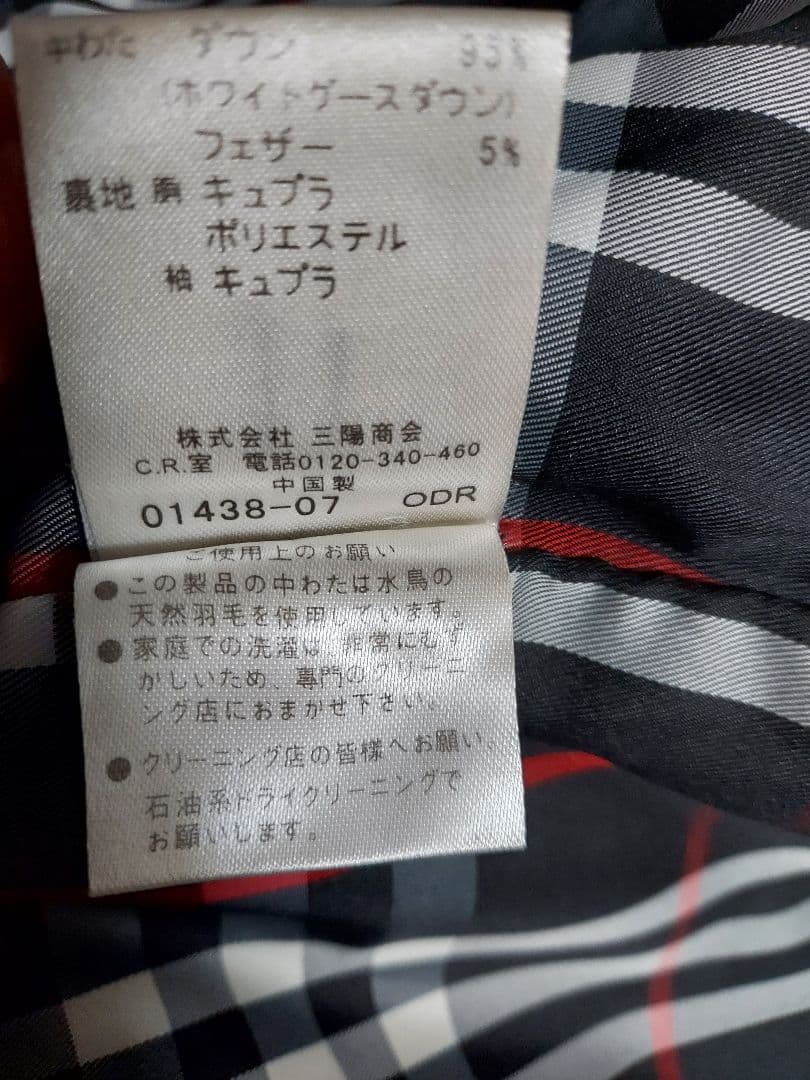 中わた ダウン 95%
(ホワイトグースダウン)
フェザー 5%
裏地 胴 キュプラ
ポリエステル
袖 キュプラ
株式会社 三陽商会
C.R.室 電話0120-340-460
中国製
01438-07 ODR
ご使用上のお願い
●この製品の中わたは水鳥の
天然羽毛を使用しています。
●家庭での洗濯は、非常にむず
かしいため、専門のクリーニ
ング店におまかせ下さい。
●クリーニング店の皆様へお願い。
石油系ドライクリーニングで
お願いします。